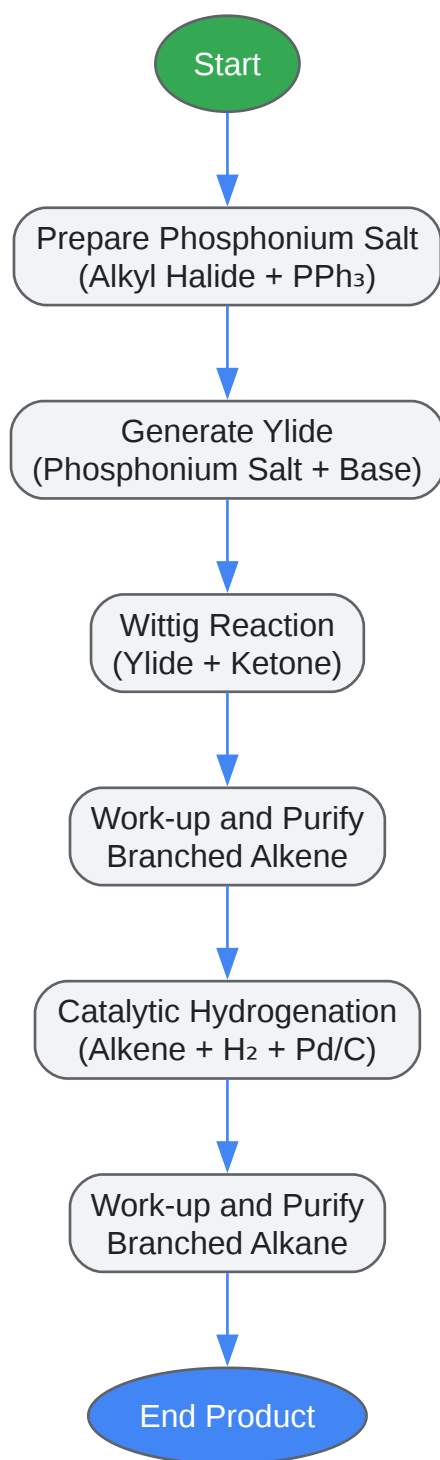 Start
Prepare Phosphonium Salt
(Alkyl Halide + PPh₃)
Generate Ylide
(Phosphonium Salt + Base)
Wittig Reaction
(Ylide + Ketone)
Work-up and Purify
Branched Alkene
Catalytic Hydrogenation
(Alkene + H₂ + Pd/C)
Work-up and Purify
Branched Alkane
End Product